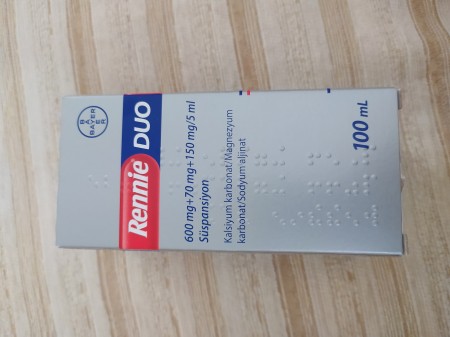 BAYER
BAYER
Rennie® DUO
600 mg+70 mg+150 mg/5 ml
Süspansiyon
Kalsiyum karbonat/Magnezyum
karbonat/Sodyum aljinat
100 mL